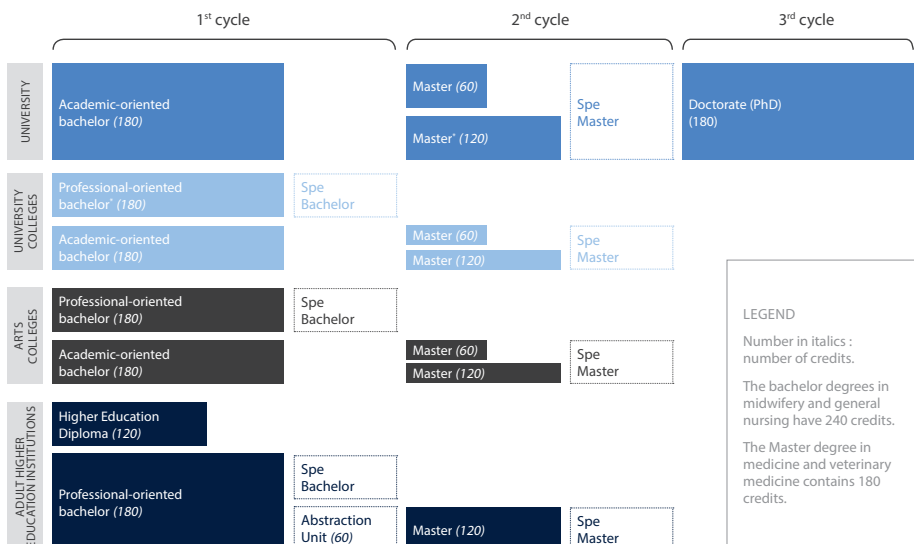 1st cycle
2nd cycle
3rd cycle
UNIVERSITY
Academic-oriented
bachelor (180)
Master (60)
Master* (120)
Spe
Master
Doctorate (PhD)
(180)
UNIVERSITY
COLLEGES
Professional-oriented
bachelor* (180)
Spe
Bachelor
Academic-oriented
bachelor (180)
Master (60)
Master (120)
Spe
Master
ARTS
COLLEGES
Professional-oriented
bachelor (180)
Spe
Bachelor
Academic-oriented
bachelor (180)
Master (60)
Master (120)
Spe
Master
ADULT HIGHER
EDUCATION INSTITUTIONS
Higher Education
Diploma (120)
Professional-oriented
bachelor (180)
Spe
Bachelor
Abstraction
Unit (60)
Master (120)
Spe
Master
LEGEND
Number in italics :
number of credits.
The bachelor degrees in
midwifery and general
nursing have 240 credits.
The Master degree in
medicine and veterinary
medicine contains 180
credits.